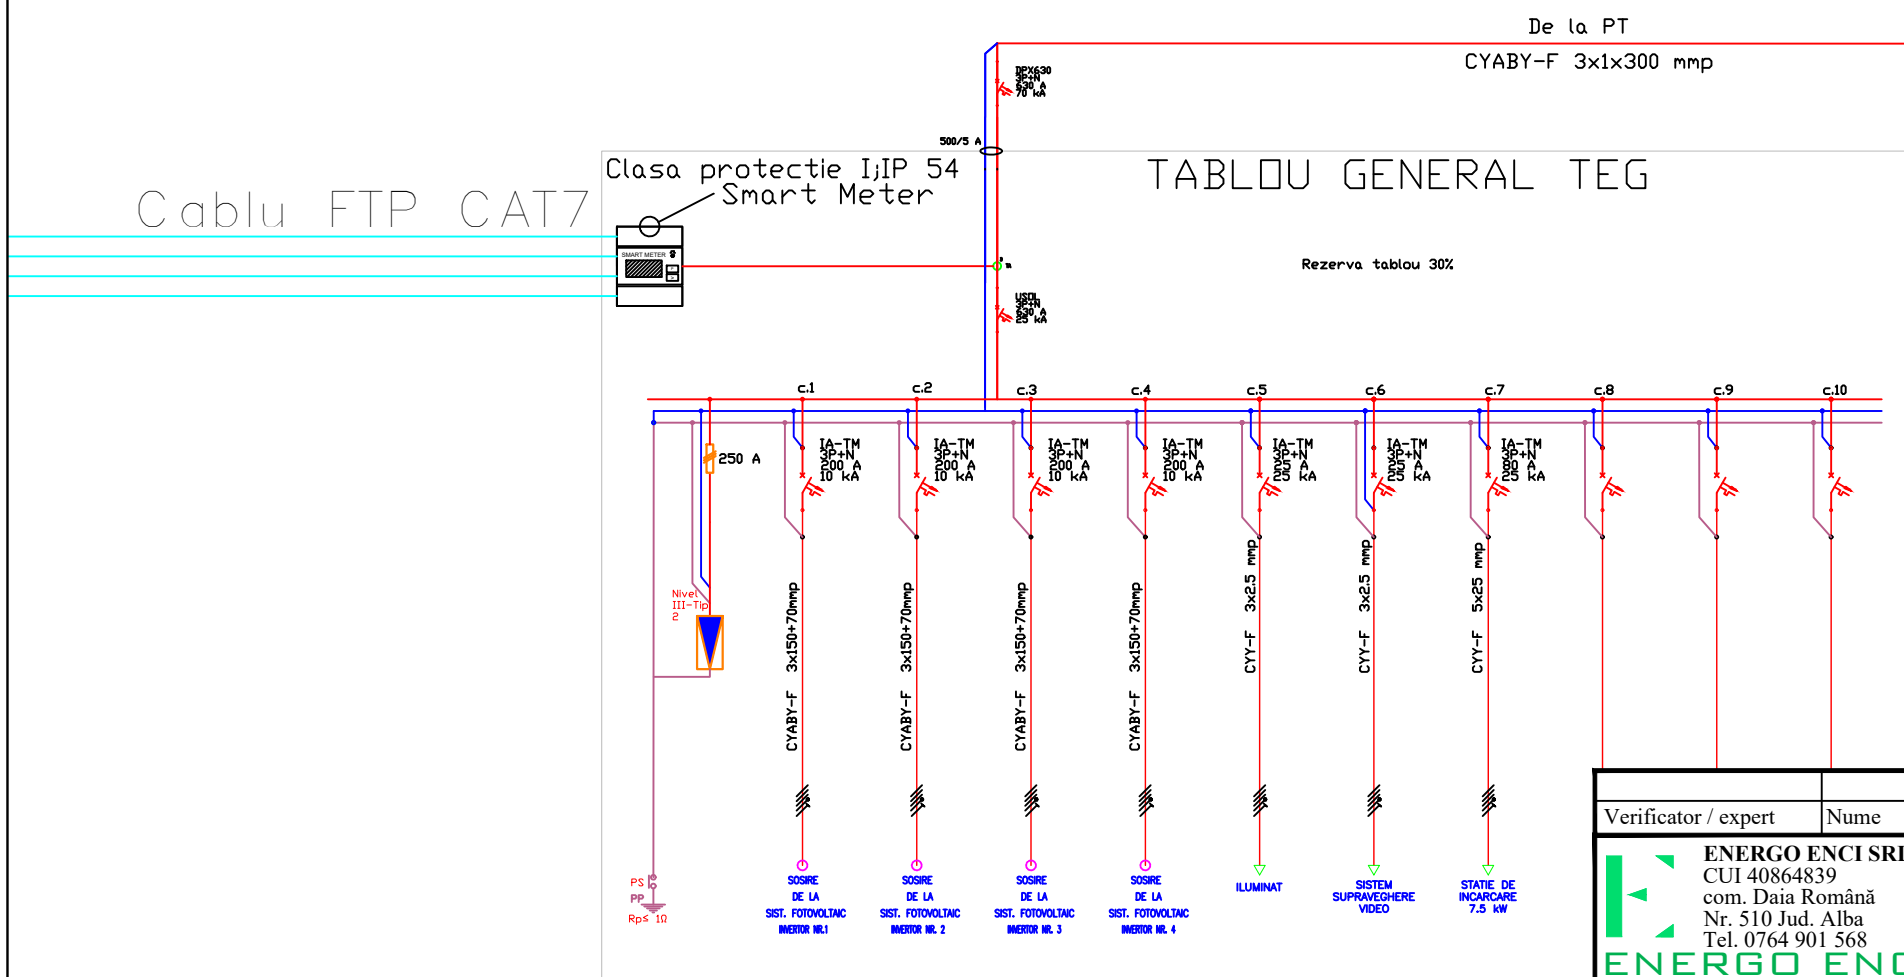 De la PT
CYABY-F 3x1x300 mmp
DPX630
3P+N
630 A
70 kA
500/5 A
Clasa protectie I;IP 54
Smart Meter
TABLOU GENERAL TEG
Cablu FTP CAT7
SMART METER
Rezerva tablou 30%
USOL
3P+N
630 A
25 kA
c.1
c.2
c.3
c.4
c.5
c.6
c.7
c.8
c.9
c.10
250 A
IA-TM
3P+N
200 A
10 kA
IA-TM
3P+N
200 A
10 kA
IA-TM
3P+N
200 A
10 kA
IA-TM
3P+N
200 A
10 kA
IA-TM
3P+N
25 A
25 kA
IA-TM
3P+N
25 A
25 kA
IA-TM
3P+N
80 A
25 kA
Nivel
III-Tip
2
CYABY-F 3x150+70mmp
CYABY-F 3x150+70mmp
CYABY-F 3x150+70mmp
CYABY-F 3x150+70mmp
CYY-F 3x2.5 mmp
CYY-F 3x2.5 mmp
CYY-F 5x25 mmp
PS
PP
Rp≤ 1Ω
SOSIRE
DE LA
SIST. FOTOVOLTAIC
INVERTOR NR.1
SOSIRE
DE LA
SIST. FOTOVOLTAIC
INVERTOR NR. 2
SOSIRE
DE LA
SIST. FOTOVOLTAIC
INVERTOR NR. 3
SOSIRE
DE LA
SIST. FOTOVOLTAIC
INVERTOR NR. 4
ILUMINAT
SISTEM
SUPRAVEGHERE
VIDEO
STATIE DE
INCARCARE
7.5 kW
Verificator / expert
Nume
ENERGO ENCI SRL
CUI 40864839
com. Daia Română
Nr. 510 Jud. Alba
Tel. 0764 901 568
ENERGO ENC